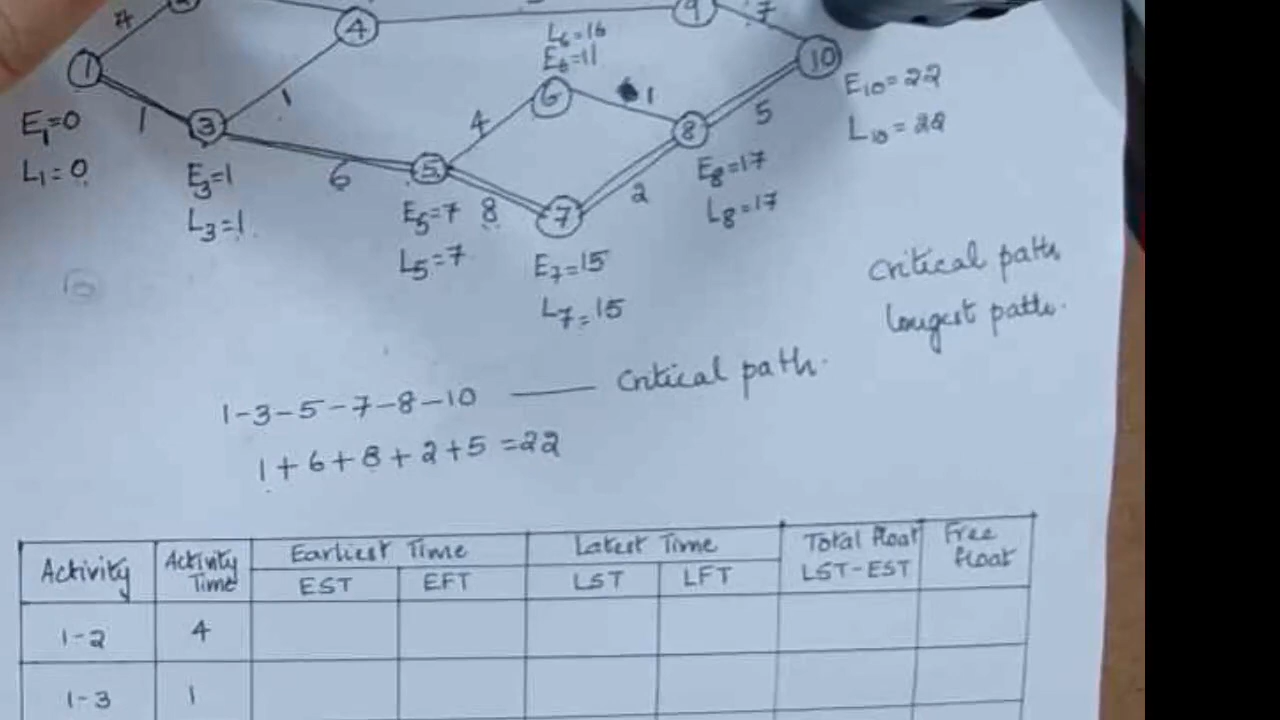 4
1
4
9
7
L6=16
E6=11
6
10
E10=22
L10=22
E1=0
L1=0
1
3
1
4
1
8
5
E3=1
L3=1
6
5
E5=7
L5=7
8
7
2
E8=17
L8=17
E7=15
L7=15
Critical path
longest path.
1-3-5-7-8-10 —— Critical path.
1+6+8+2+5=22
Activity Activity Time Earliest Time Latest Time Total float LST-EST Free float
EST EFT LST LFT
1-2 4
1-3 1